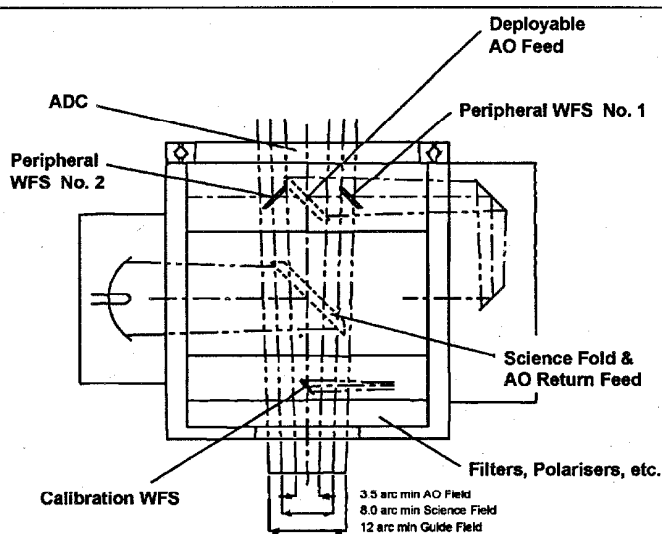 Deployable
AO Feed
ADC
Peripheral WFS No. 1
Peripheral
WFS No. 2
Science Fold &
AO Return Feed
Filters, Polarisers, etc.
Calibration WFS
3.5 arc min AO Field
8.0 arc min Science Field
12 arc min Guide Field